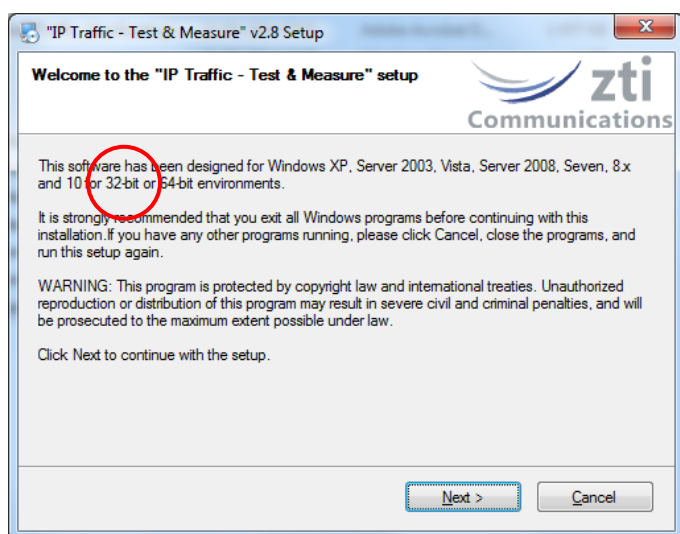 "IP Traffic - Test & Measure" v2.8 Setup
Welcome to the "IP Traffic - Test & Measure" setup
zti
Communications
This software has been designed for Windows XP, Server 2003, Vista, Server 2008, Seven, 8.x
and 10 for 32-bit or 64-bit environments.
It is strongly recommended that you exit all Windows programs before continuing with this
installation.If you have any other programs running, please click Cancel, close the programs, and
run this setup again.
WARNING: This program is protected by copyright law and international treaties. Unauthorized
reproduction or distribution of this program may result in severe civil and criminal penalties, and will
be prosecuted to the maximum extent possible under law.
Click Next to continue with the setup.
Next >
Cancel